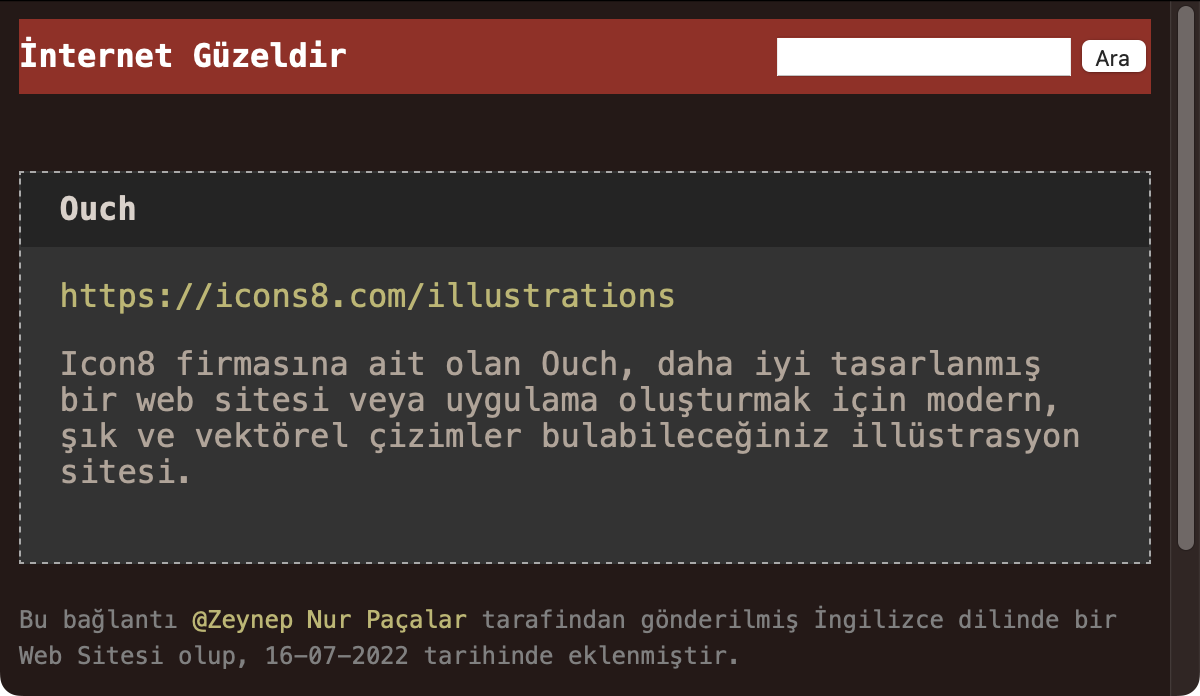 İnternet Güzeldir
Ara
Ouch
https://icons8.com/illustrations
Icon8 firmasına ait olan Ouch, daha iyi tasarlanmış
bir web sitesi veya uygulama oluşturmak için modern,
şık ve vektörel çizimler bulabileceğiniz illüstrasyon
sitesi.
Bu bağlantı @Zeynep Nur Paçalar tarafından gönderilmiş İngilizce dilinde bir
Web Sitesi olup, 16-07-2022 tarihinde eklenmiştir.